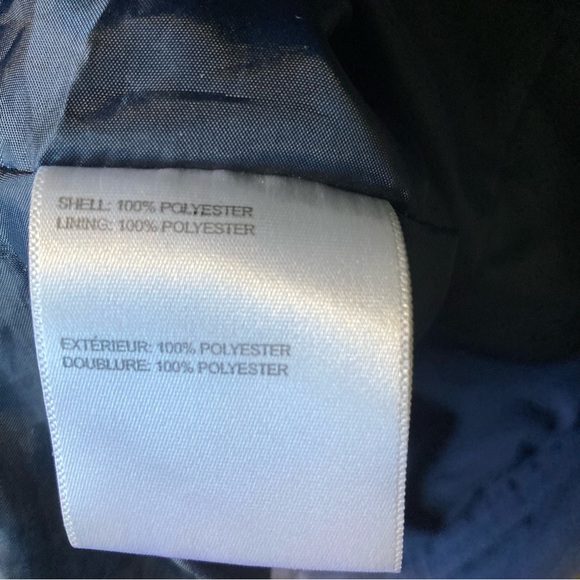 SHELL: 100% POLYESTER
LINING: 100% POLYESTER
EXTÉRIEUR: 100% POLYESTER
DOUBLURE: 100% POLYESTER